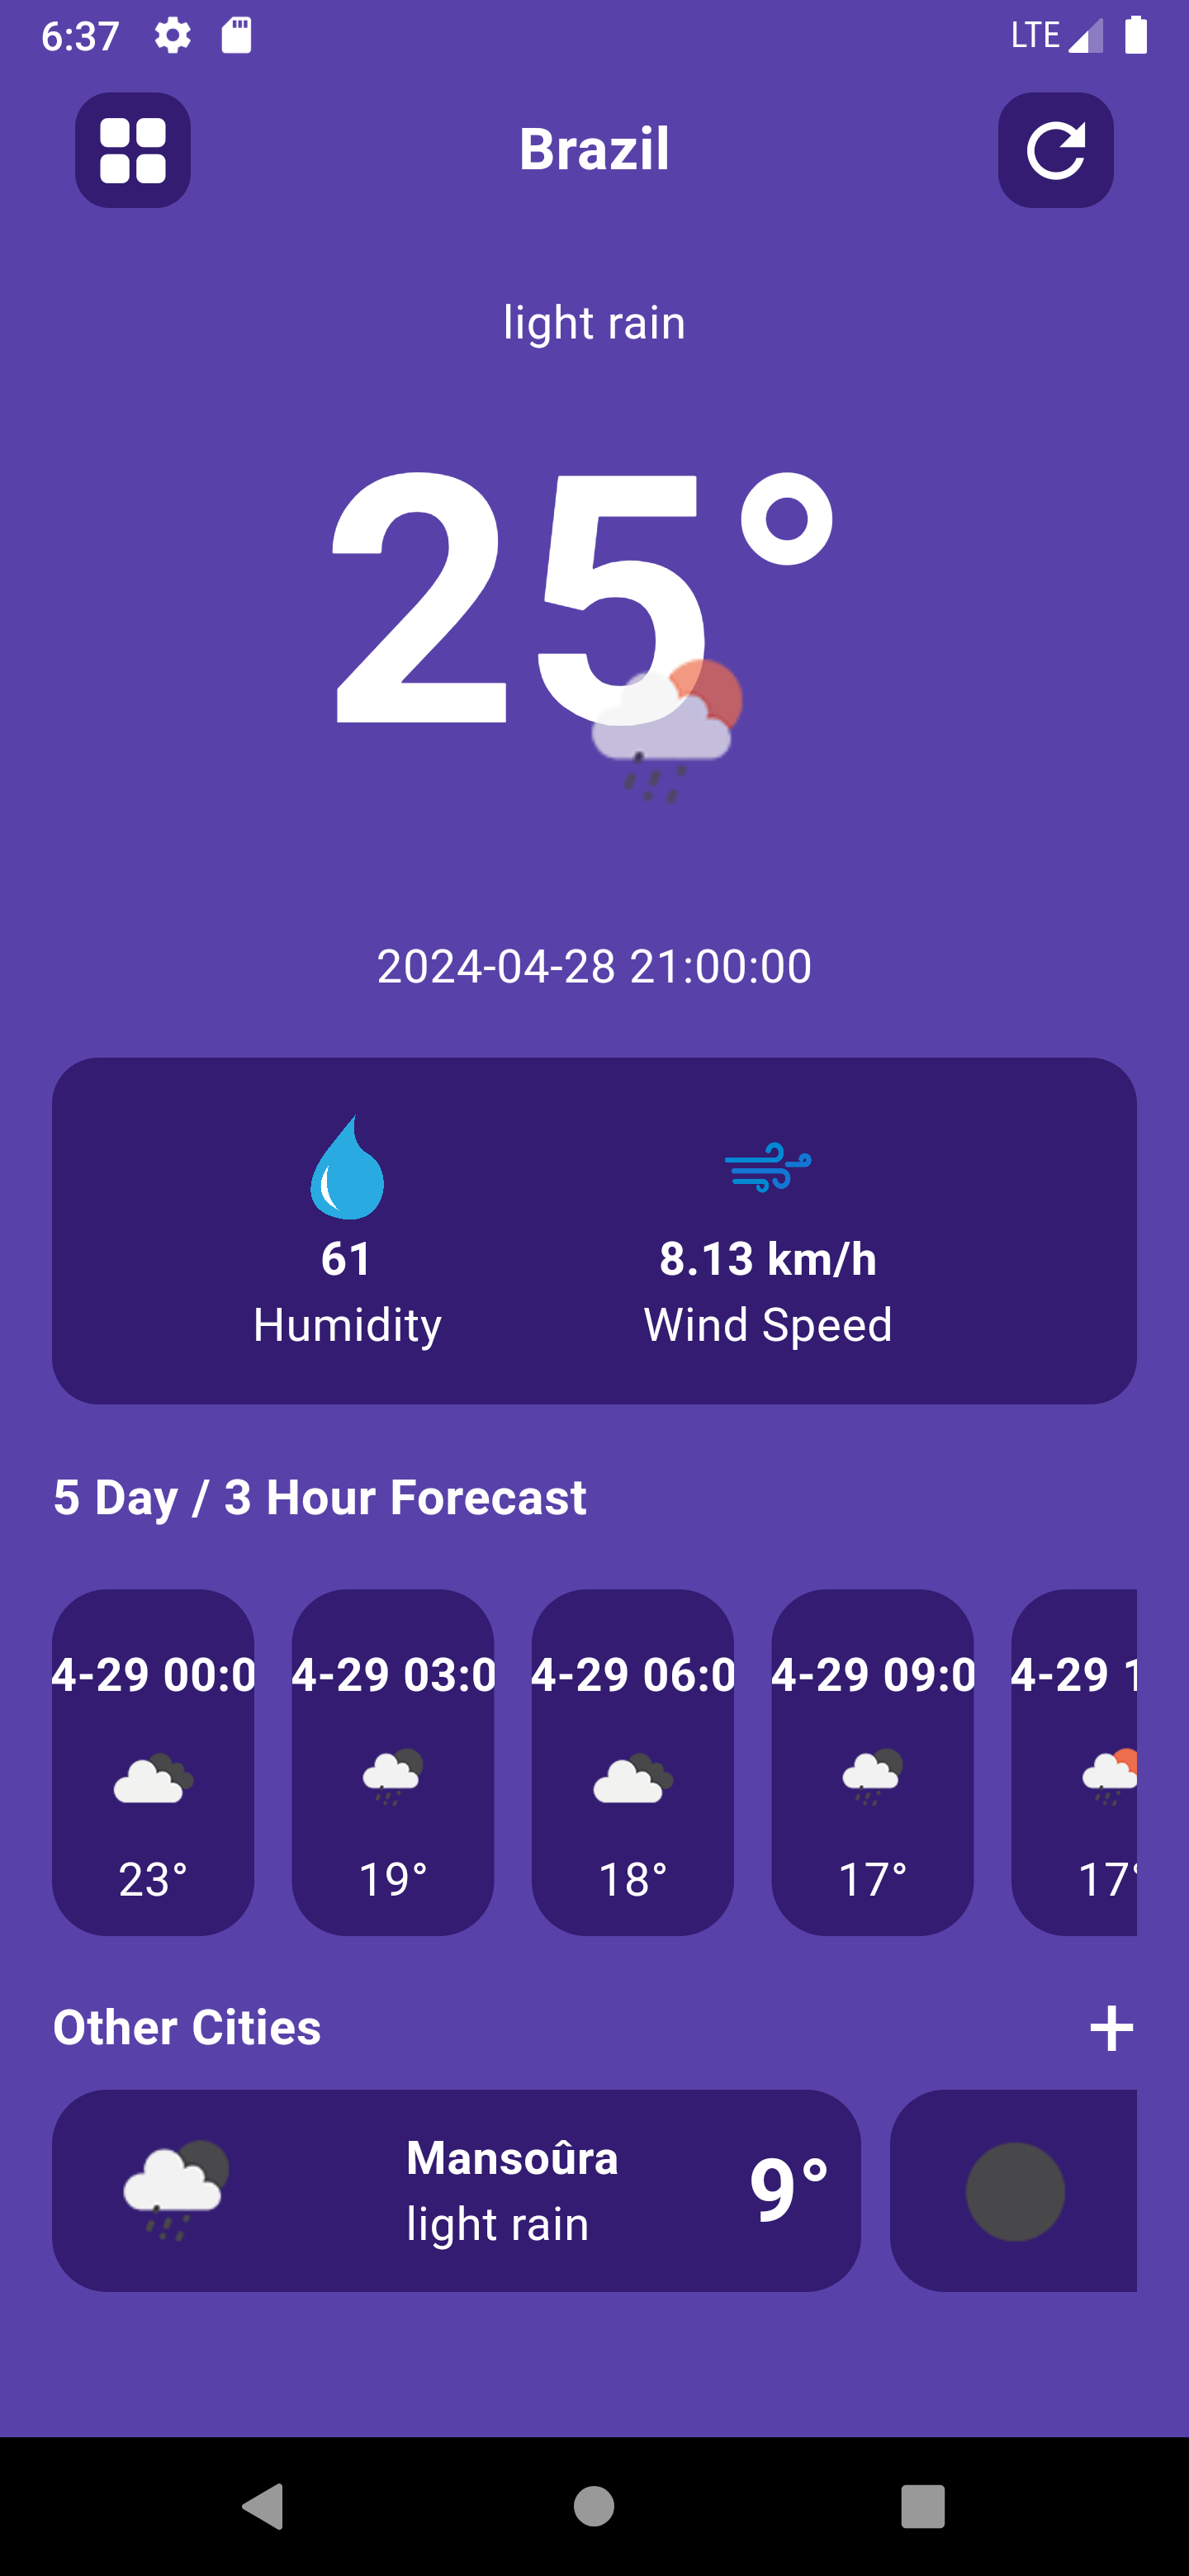 6:37 LTE
Brazil
light rain
25°
2024-04-28 21:00:00
61 8.13 km/h
Humidity Wind Speed
5 Day / 3 Hour Forecast
4-29 00:0 4-29 03:0 4-29 06:0 4-29 09:0 4-29 1
23° 19° 18° 17° 17°
Other Cities +
Mansoûra
light rain
9°